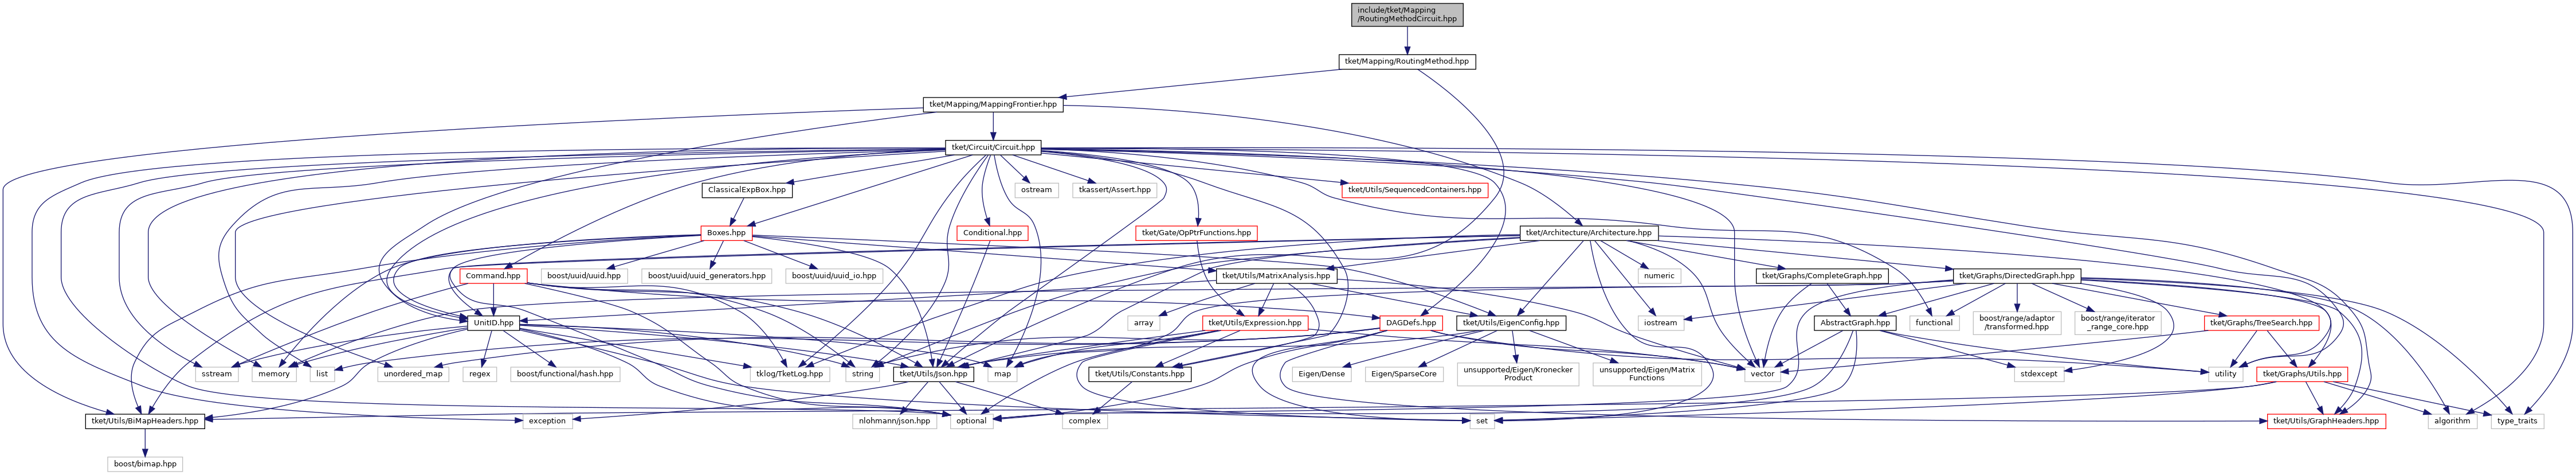 include/tket/Mapping
/RoutingMethodCircuit.hpp
tket/Mapping/RoutingMethod.hpp
tket/Mapping/MappingFrontier.hpp
tket/Circuit/Circuit.hpp
ClassicalExpBox.hpp
ostream
tkassert/Assert.hpp
tket/Utils/SequencedContainers.hpp
Boxes.hpp
Conditional.hpp
tket/Gate/OpPtrFunctions.hpp
tket/Architecture/Architecture.hpp
Command.hpp
boost/uuid/uuid.hpp
boost/uuid/uuid_generators.hpp
boost/uuid/uuid_io.hpp
tket/Utils/MatrixAnalysis.hpp
numeric
tket/Graphs/CompleteGraph.hpp
tket/Graphs/DirectedGraph.hpp
UnitID.hpp
array
tket/Utils/Expression.hpp
DAGDefs.hpp
tket/Utils/EigenConfig.hpp
iostream
AbstractGraph.hpp
functional
boost/range/adaptor
/transformed.hpp
boost/range/iterator
_range_core.hpp
tket/Graphs/TreeSearch.hpp
sstream
memory
list
unordered_map
regex
boost/functional/hash.hpp
tklog/TketLog.hpp
string
tket/Utils/Json.hpp
map
tket/Utils/Constants.hpp
Eigen/Dense
Eigen/SparseCore
unsupported/Eigen/Kronecker
Product
unsupported/Eigen/Matrix
Functions
vector
stdexcept
utility
tket/Graphs/Utils.hpp
tket/Utils/BiMapHeaders.hpp
exception
nlohmann/json.hpp
optional
complex
set
tket/Utils/GraphHeaders.hpp
algorithm
type_traits
boost/bimap.hpp